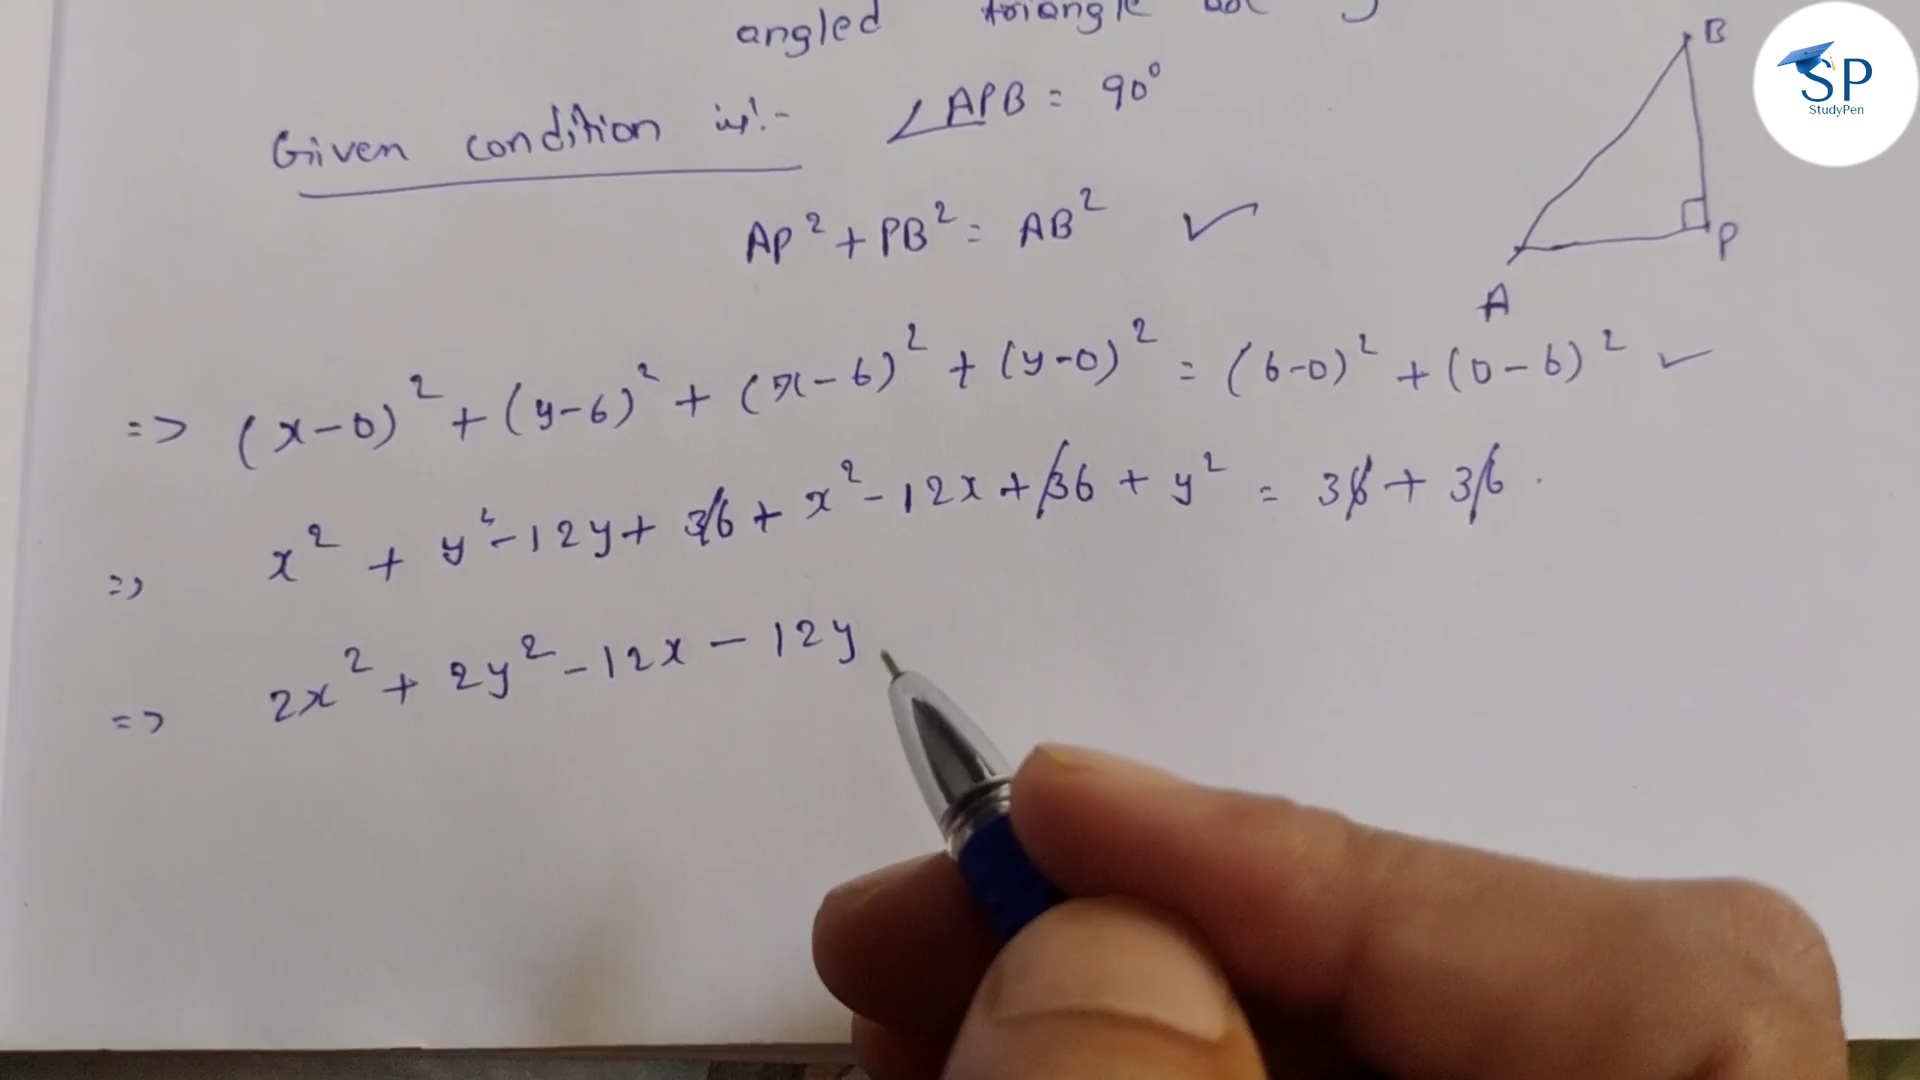 angled triangle
Given condition is:- ∠APB = 90°
AP² + PB² = AB² ✓
=> (x-0)² + (y-6)² + (x-6)² + (y-0)² = (6-0)² + (0-6)² ✓
=> x² + y² - 12y + 36 + x² - 12x + 36 + y² = 36 + 36 .
=> 2x² + 2y² - 12x - 12y
B
P
A
SP
StudyPen